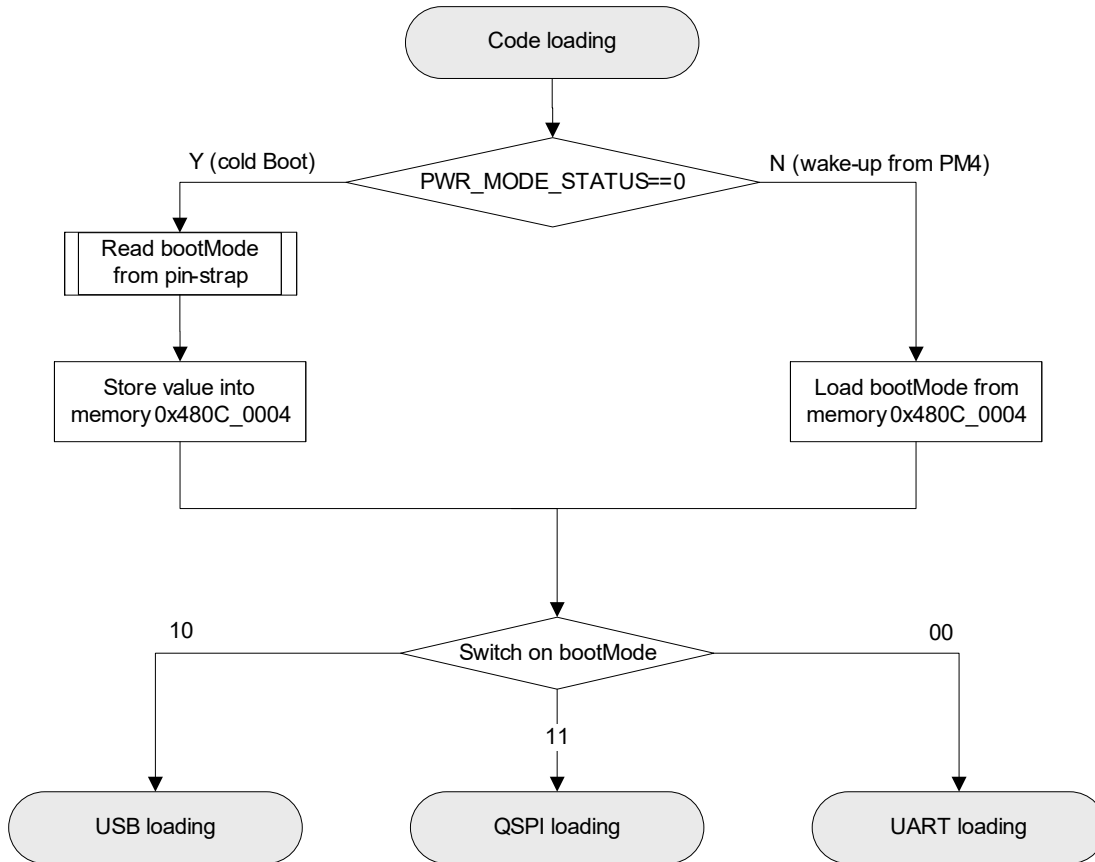 Code loading
Y (cold Boot)
N (wake-up from PM4)
PWR_MODE_STATUS==0
Read bootMode
from pin-strap
Store value into
memory 0x480C_0004
Load bootMode from
memory 0x480C_0004
10
00
Switch on bootMode
11
USB loading
QSPI loading
UART loading